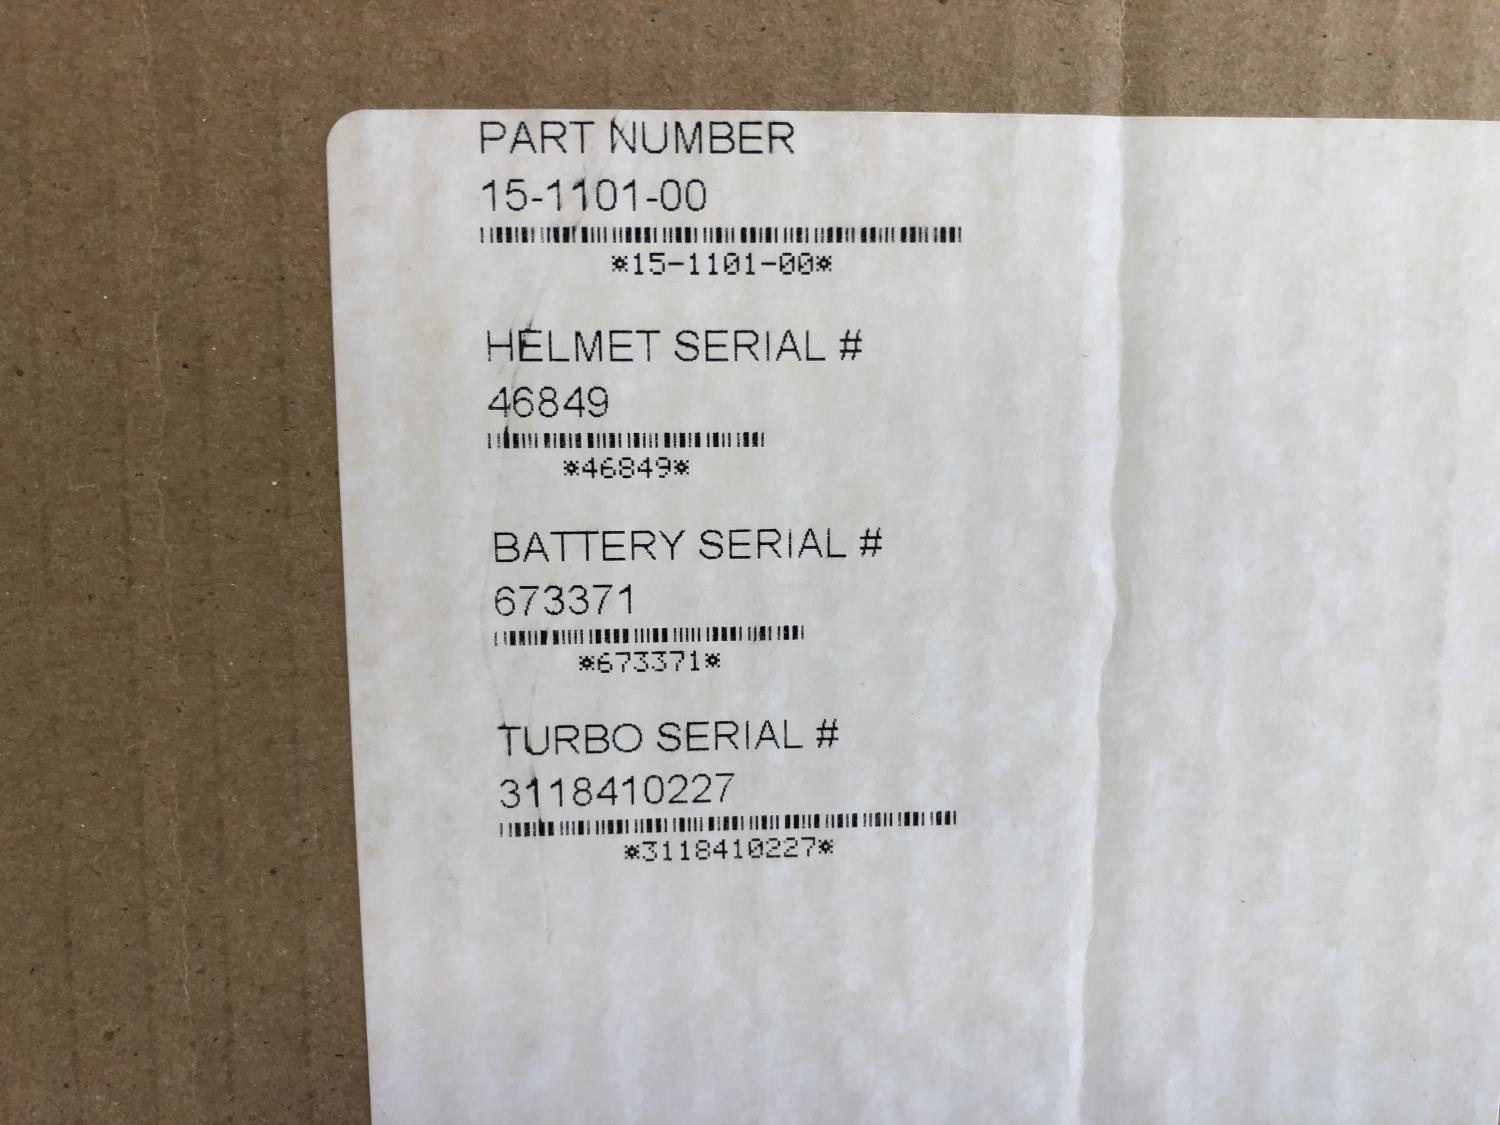 PART NUMBER
15-1101-00
*15-1101-00*
HELMET SERIAL #
46849
*46849*
BATTERY SERIAL #
673371
*673371*
TURBO SERIAL #
3118410227
*3118410227*